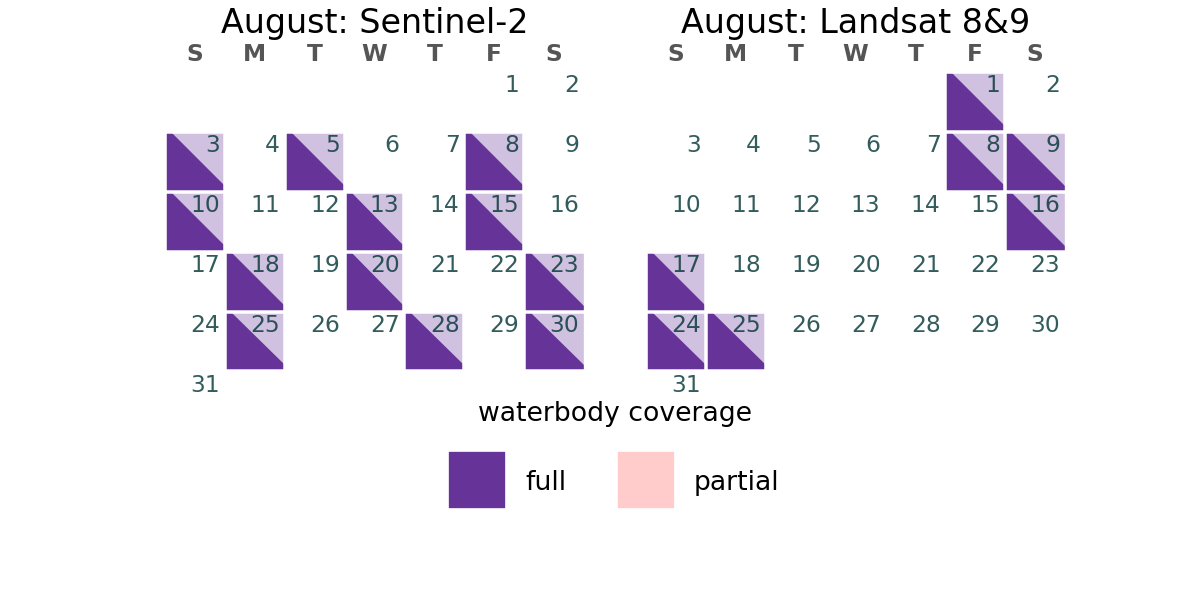 August: Sentinel-2
S M T W T F S
1 2
3 4 5 6 7 8 9
10 11 12 13 14 15 16
17 18 19 20 21 22 23
24 25 26 27 28 29 30
31
August: Landsat 8&9
S M T W T F S
1 2
3 4 5 6 7 8 9
10 11 12 13 14 15 16
17 18 19 20 21 22 23
24 25 26 27 28 29 30
31
waterbody coverage
full
partial